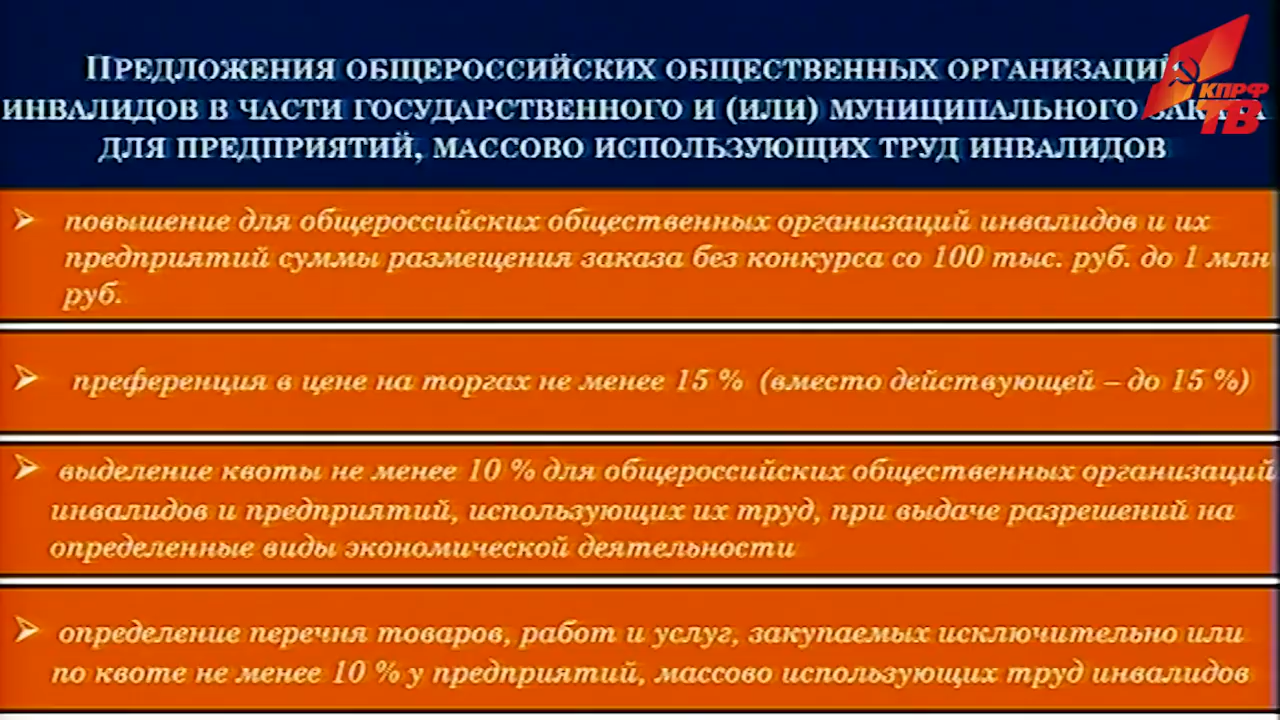 ПРЕДЛОЖЕНИЯ ОБЩЕРОССИЙСКИХ ОБЩЕСТВЕННЫХ ОРГАНИЗАЦИЙ
ИНВАЛИДОВ В ЧАСТИ ГОСУДАРСТВЕННОГО И (ИЛИ) МУНИЦИПАЛЬНОГО ЗАКАЗА
ДЛЯ ПРЕДПРИЯТИЙ, МАССОВО ИСПОЛЬЗУЮЩИХ ТРУД ИНВАЛИДОВ
КПРФ
ТВ
повышение для общероссийских общественных организаций инвалидов и их
предприятий суммы размещения заказа без конкурса со 100 тыс. руб. до 1 млн
руб.
преференция в цене на торгах не менее 15 % (вместо действующей – до 15 %)
выделение квоты не менее 10 % для общероссийских общественных организаций
инвалидов и предприятий, использующих их труд, при выдаче разрешений на
определенные виды экономической деятельности
определение перечня товаров, работ и услуг, закупаемых исключительно или
по квоте не менее 10 % у предприятий, массово использующих труд инвалидов